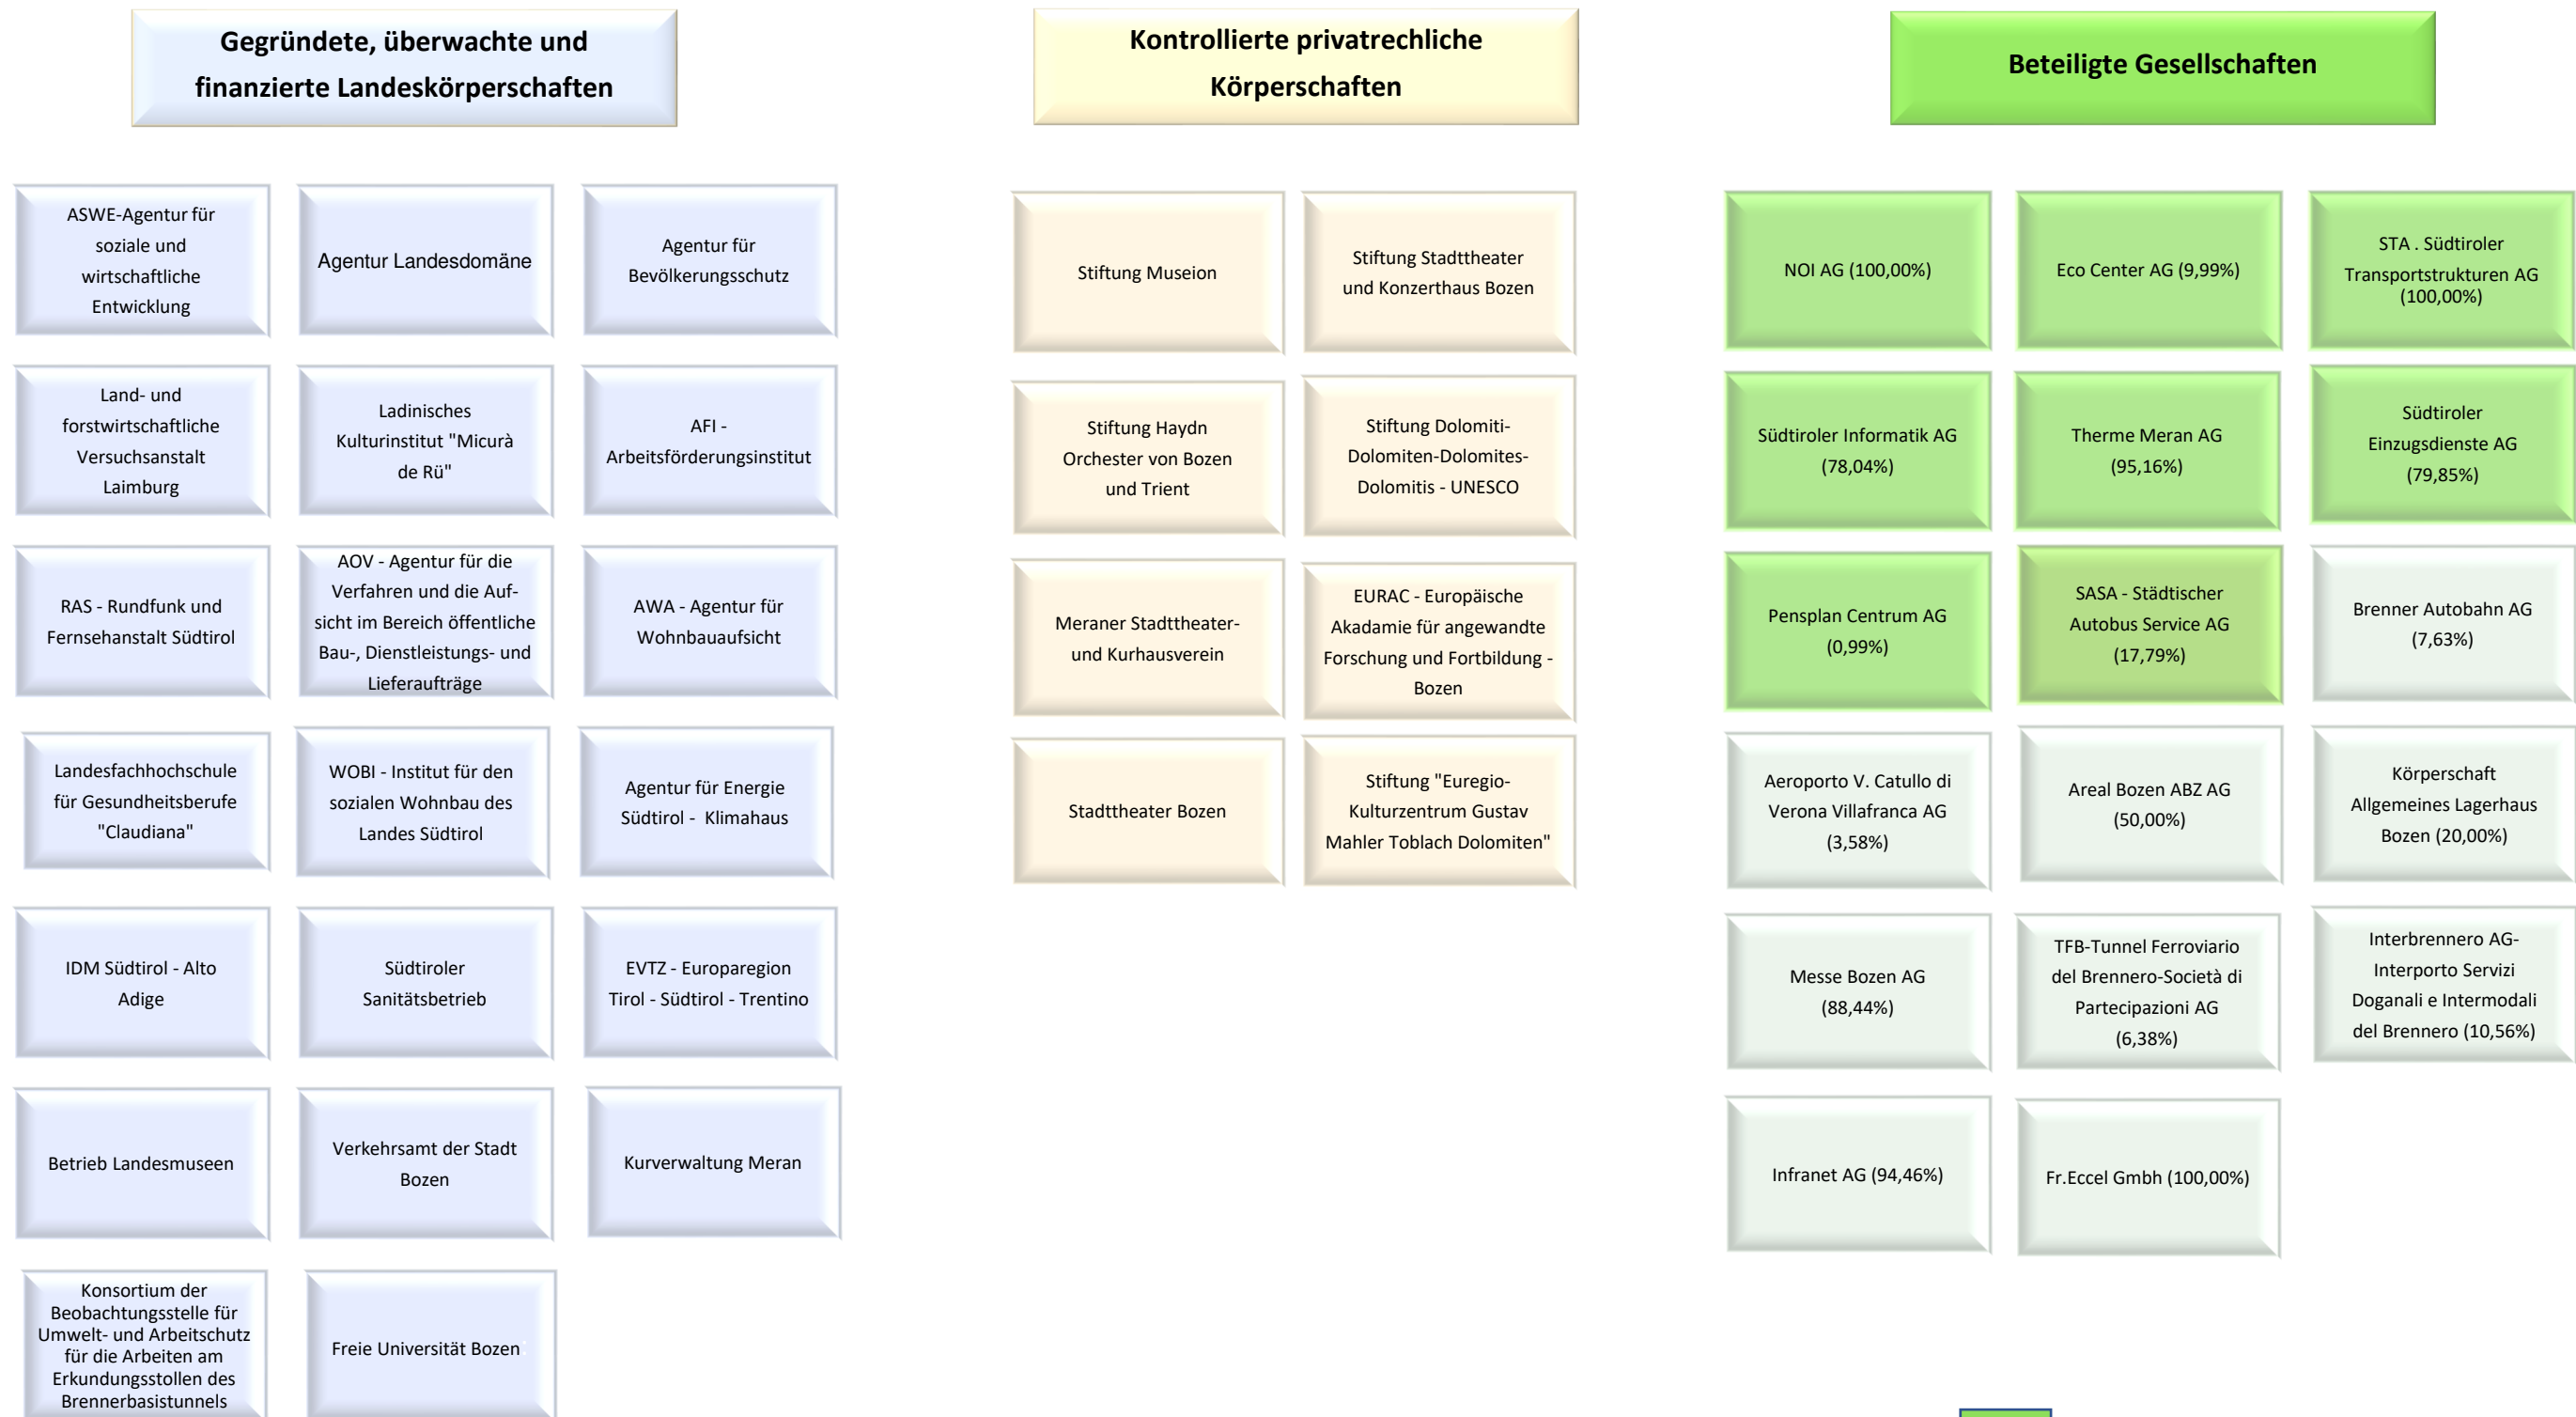 Gegründete, überwachte und
finanzierte Landeskörperschaften
Kontrollierte privatrechliche
Körperschaften
Beteiligte Gesellschaften
ASWE-Agentur für
soziale und
wirtschaftliche
Entwicklung
Agentur Landesdomäne
Agentur für
Bevölkerungsschutz
Land- und
forstwirtschaftliche
Versuchsanstalt
Laimburg
Ladinisches
Kulturinstitut "Micurà
de Rü"
AFI -
Arbeitsförderungsinstitut
RAS - Rundfunk und
Fernsehanstalt Südtirol
AOV - Agentur für die
Verfahren und die Auf-
sicht im Bereich öffentliche
Bau-, Dienstleistungs- und
Lieferaufträge
AWA - Agentur für
Wohnbauaufsicht
Landesfachhochschule
für Gesundheitsberufe
"Claudiana"
WOBI - Institut für den
sozialen Wohnbau des
Landes Südtirol
Agentur für Energie
Südtirol - Klimahaus
IDM Südtirol - Alto
Adige
Südtiroler
Sanitätsbetrieb
EVTZ - Europaregion
Tirol - Südtirol - Trentino
Betrieb Landesmuseen
Verkehrsamt der Stadt
Bozen
Kurverwaltung Meran
Konsortium der
Beobachtungsstelle für
Umwelt- und Arbeitschutz
für die Arbeiten am
Erkundungsstollen des
Brennerbasistunnels
Freie Universität Bozen
Stiftung Museion
Stiftung Stadttheater
und Konzerthaus Bozen
Stiftung Haydn
Orchester von Bozen
und Trient
Stiftung Dolomiti-
Dolomiten-Dolomites-
Dolomitis - UNESCO
Meraner Stadttheater-
und Kurhausverein
EURAC - Europäische
Akadamie für angewandte
Forschung und Fortbildung -
Bozen
Stadttheater Bozen
Stiftung "Euregio-
Kulturzentrum Gustav
Mahler Toblach Dolomiten"
NOI AG (100,00%)
Eco Center AG (9,99%)
STA . Südtiroler
Transportstrukturen AG
(100,00%)
Südtiroler Informatik AG
(78,04%)
Therme Meran AG
(95,16%)
Südtiroler
Einzugsdienste AG
(79,85%)
Pensplan Centrum AG
(0,99%)
SASA - Städtischer
Autobus Service AG
(17,79%)
Brenner Autobahn AG
(7,63%)
Aeroporto V. Catullo di
Verona Villafranca AG
(3,58%)
Areal Bozen ABZ AG
(50,00%)
Körperschaft
Allgemeines Lagerhaus
Bozen (20,00%)
Messe Bozen AG
(88,44%)
TFB-Tunnel Ferroviario
del Brennero-Società di
Partecipazioni AG
(6,38%)
Interbrennero AG-
Interporto Servizi
Doganali e Intermodali
del Brennero (10,56%)
Infranet AG (94,46%)
Fr.Eccel Gmbh (100,00%)